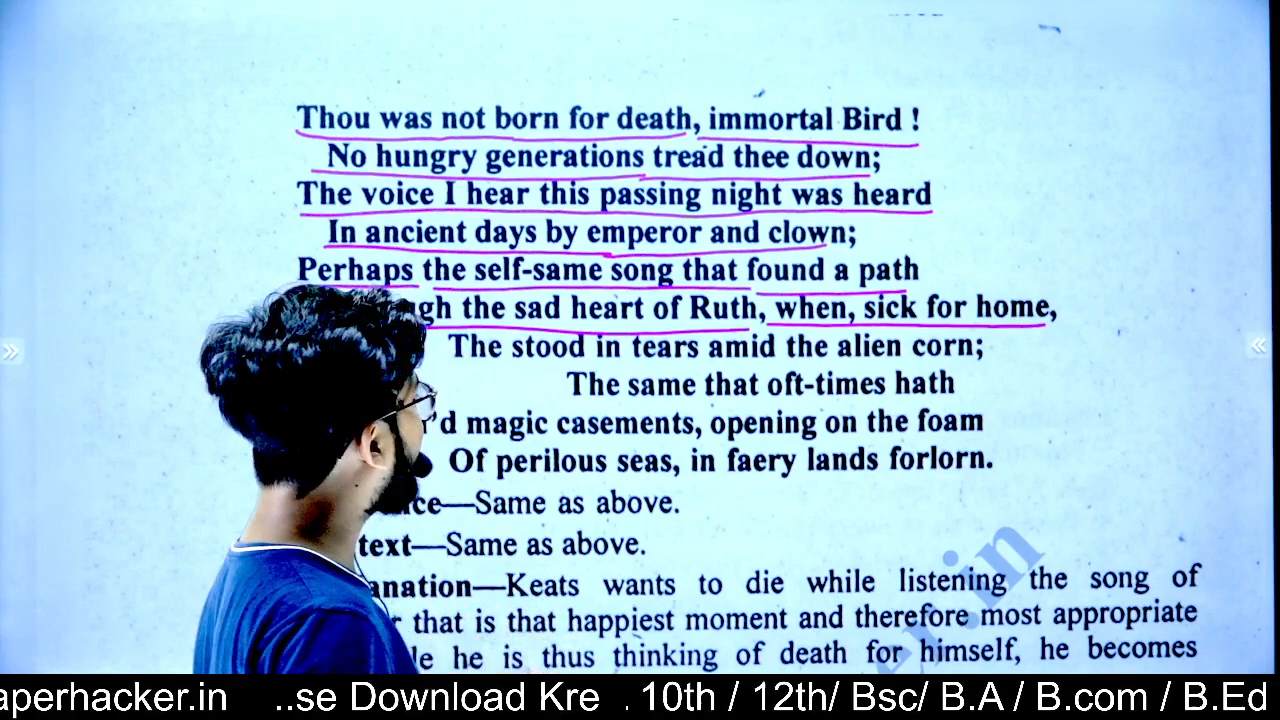 Thou was not born for death, immortal Bird !
No hungry generations tread thee down;
The voice I hear this passing night was heard
In ancient days by emperor and clown;
Perhaps the self-same song that found a path
gh the sad heart of Ruth, when, sick for home,
The stood in tears amid the alien corn;
The same that oft-times hath
'd magic casements, opening on the foam
Of perilous seas, in faery lands forlorn.
ce—Same as above.
text—Same as above.
anation—Keats wants to die while listening the song of
that is that happiest moment and therefore most appropriate
le he is thus thinking of death for himself, he becomes
aperhacker.in ..se Download Kre . 10th / 12th/ Bsc/ B.A / B.com / B.Ed